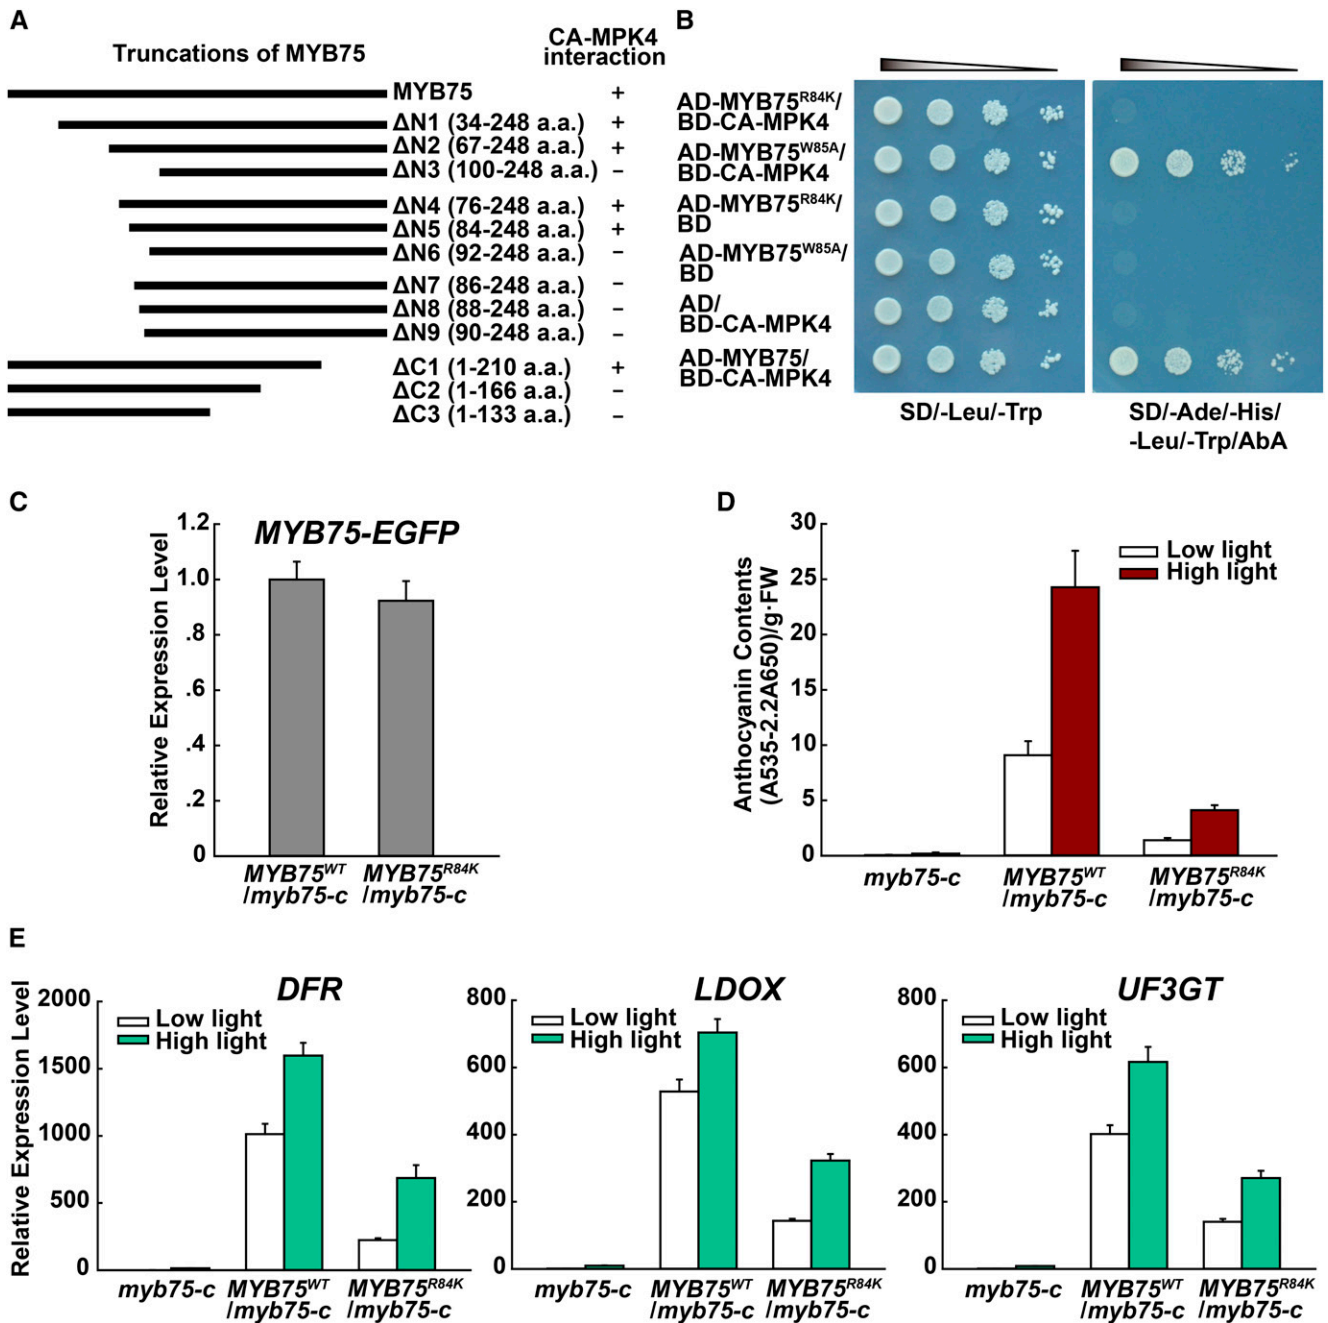 A
Truncations of MYB75
CA-MPK4
interaction
MYB75 +
ΔN1 (34-248 a.a.) +
ΔN2 (67-248 a.a.) +
ΔN3 (100-248 a.a.) –
ΔN4 (76-248 a.a.) +
ΔN5 (84-248 a.a.) +
ΔN6 (92-248 a.a.) –
ΔN7 (86-248 a.a.) –
ΔN8 (88-248 a.a.) –
ΔN9 (90-248 a.a.) –
ΔC1 (1-210 a.a.) +
ΔC2 (1-166 a.a.) –
ΔC3 (1-133 a.a.) –
B
AD-MYB75R84K/
BD-CA-MPK4
AD-MYB75W85A/
BD-CA-MPK4
AD-MYB75R84K/
BD
AD-MYB75W85A/
BD
AD/
BD-CA-MPK4
AD-MYB75/
BD-CA-MPK4
SD/-Leu/-Trp
SD/-Ade/-His/
-Leu/-Trp/AbA
C
MYB75-EGFP
Relative Expression Level
1.2
1.0
.8
.6
.4
.2
0
MYB75WT
/myb75-c
MYB75R84K
/myb75-c
D
Anthocyanin Contents
(A535-2.2A650)/g·FW
30
25
20
15
10
5
0
Low light
High light
myb75-c
MYB75WT
/myb75-c
MYB75R84K
/myb75-c
E
Relative Expression Level
DFR
2000
1500
1000
500
0
Low light
High light
myb75-c
MYB75WT
/myb75-c
MYB75R84K
/myb75-c
LDOX
800
600
400
200
0
Low light
High light
myb75-c
MYB75WT
/myb75-c
MYB75R84K
/myb75-c
UF3GT
800
600
400
200
0
Low light
High light
myb75-c
MYB75WT
/myb75-c
MYB75R84K
/myb75-c